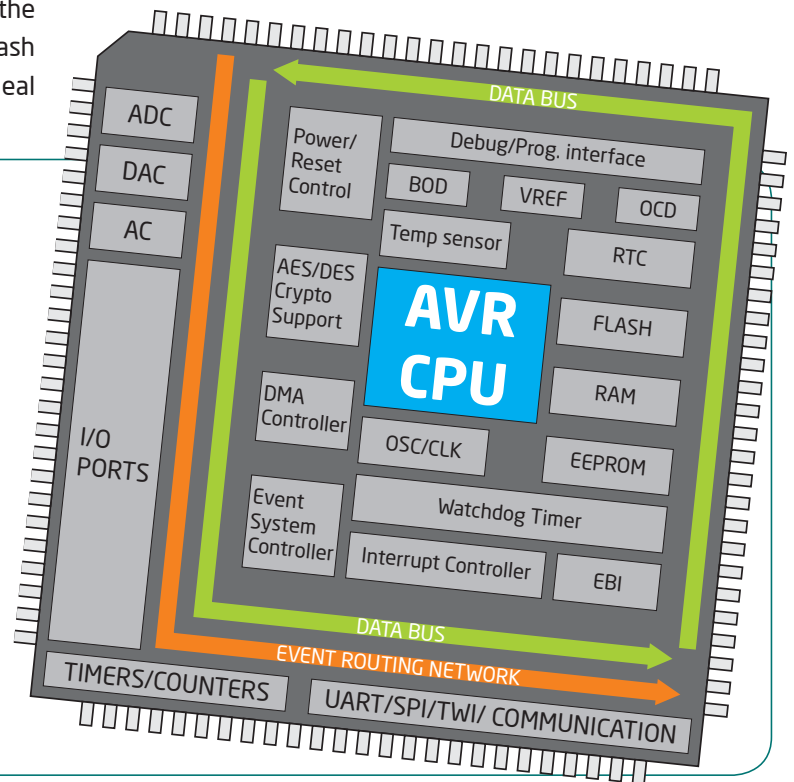 the
ash
eal
DATA BUS
ADC
DAC
AC
I/O
PORTS
Power/
Reset
Control
Debug/Prog. interface
BOD
VREF
OCD
Temp sensor
RTC
AES/DES
Crypto
Support
AVR
CPU
FLASH
RAM
DMA
Controller
OSC/CLK
EEPROM
Event
System
Controller
Watchdog Timer
Interrupt Controller
EBI
DATA BUS
EVENT ROUTING NETWORK
TIMERS/COUNTERS
UART/SPI/TWI/ COMMUNICATION